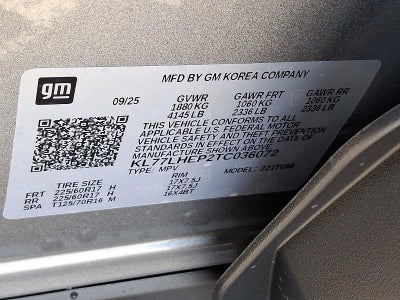 gm
MFD BY GM KOREA COMPANY
09/25 GVWR GAWR FRT GAWR RR
1880 KG 1060 KG 1060 KG
4145 LB 2336 LB 2336 LB
THIS VEHICLE CONFORMS TO ALL
APPLICABLE U.S. FEDERAL MOTOR
VEHICLE SAFETY AND THEFT PREVENTION
STANDARDS IN EFFECT ON THE DATE OF
MANUFACTURE SHOWN ABOVE.
KL77LHEP2TC036072
TYPE: MPV MODEL:
TIRE SIZE RIM
FRT 225/60R17 H 17X7.5J
RR 225/60R17 H 17X7.5J
SPA T125/70R16 M 16X4BT